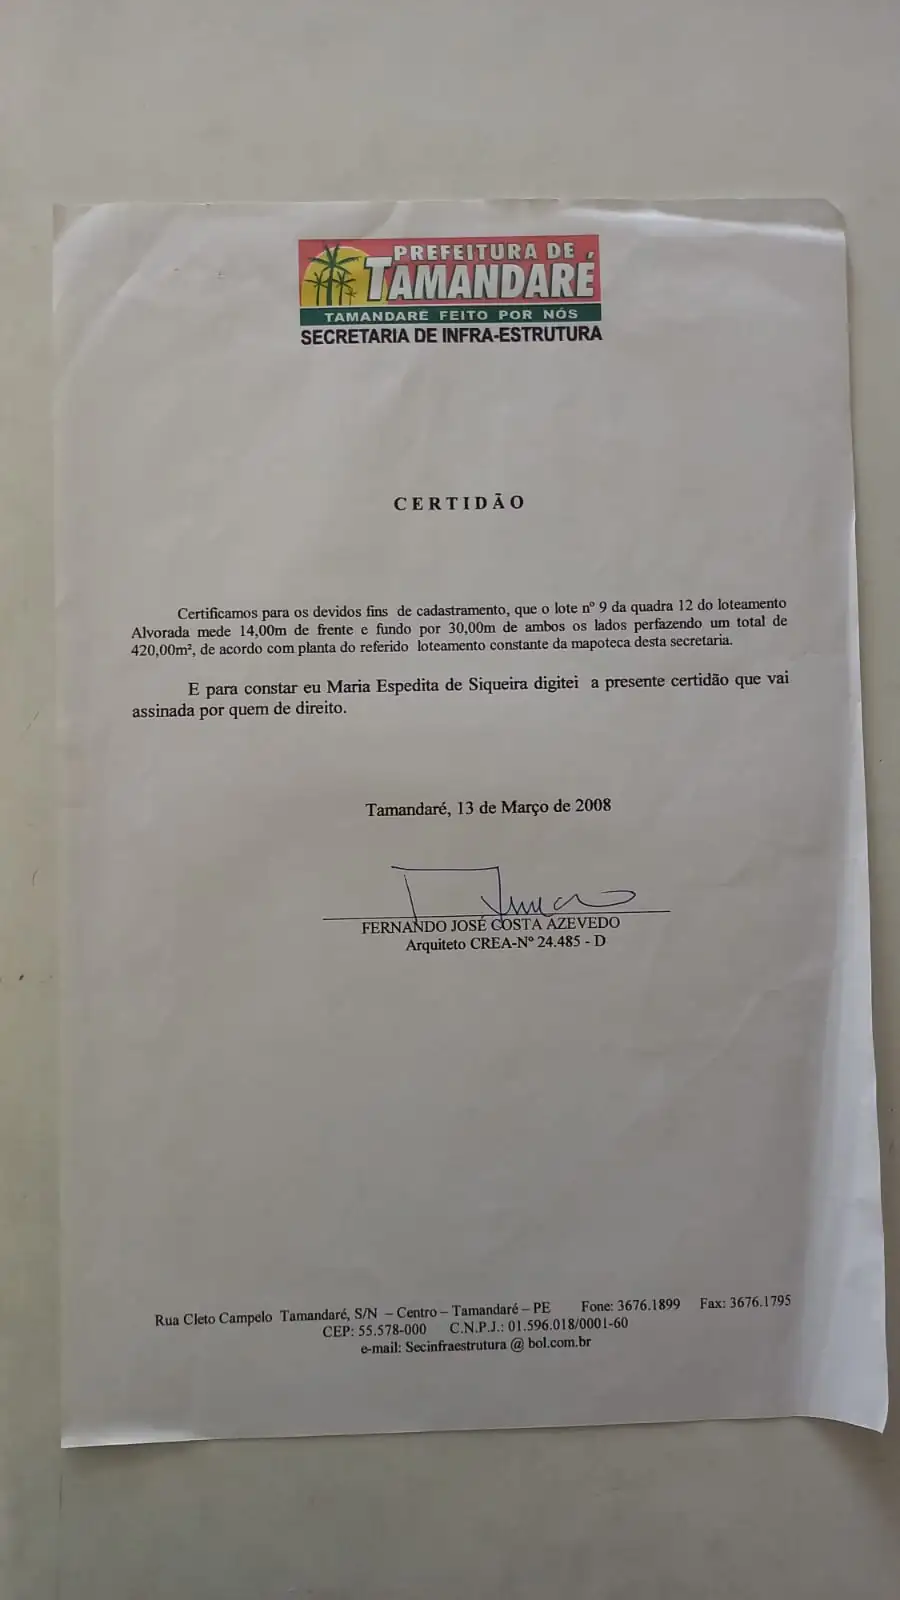 PREFEITURA DE
TAMANDARÉ
TAMANDARÉ FEITO POR NÓS
SECRETARIA DE INFRA-ESTRUTURA
CERTIDÃO
Certificamos para os devidos fins de cadastramento, que o lote nº 9 da quadra 12 do loteamento
Alvorada mede 14,00m de frente e fundo por 30,00m de ambos os lados perfazendo um total de
420,00m², de acordo com planta do referido loteamento constante da mapoteca desta secretaria.
E para constar eu Maria Espedita de Siqueira digitei a presente certidão que vai
assinada por quem de direito.
Tamandaré, 13 de Março de 2008
FERNANDO JOSÉ COSTA AZEVEDO
Arquiteto CREA-Nº 24.485 - D
Rua Cleto Campelo Tamandaré, S/N – Centro – Tamandaré – PE Fone: 3676.1899 Fax: 3676.1795
CEP: 55.578-000 C.N.P.J.: 01.596.018/0001-60
e-mail: Secinfraestrutura @ bol.com.br